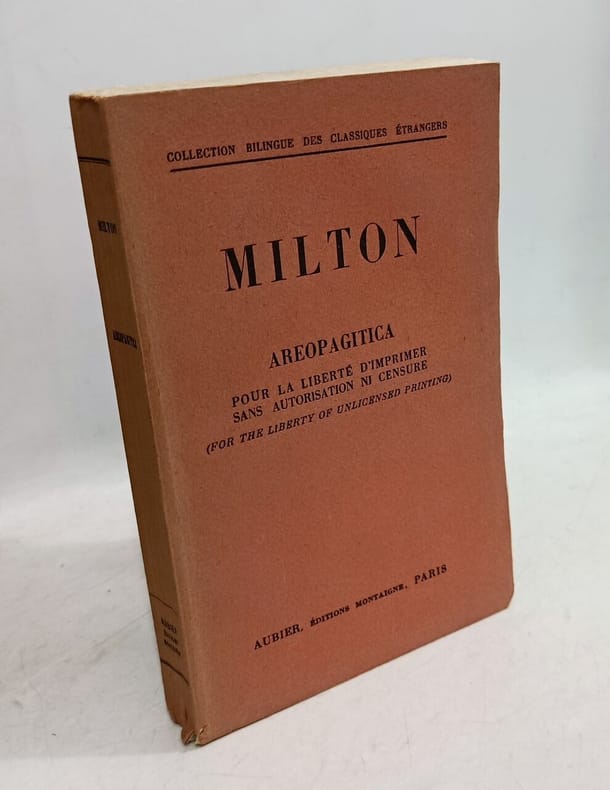 COLLECTION BILINGUE DES CLASSIQUES ÉTRANGERS
MILTON
AREOPAGITICA
POUR LA LIBERTÉ D'IMPRIMER
SANS AUTORISATION NI CENSURE
(FOR THE LIBERTY OF UNLICENSED PRINTING)
AUBIER, ÉDITIONS MONTAIGNE, PARIS
MILTON
AREOPAGITICA
AUBIER